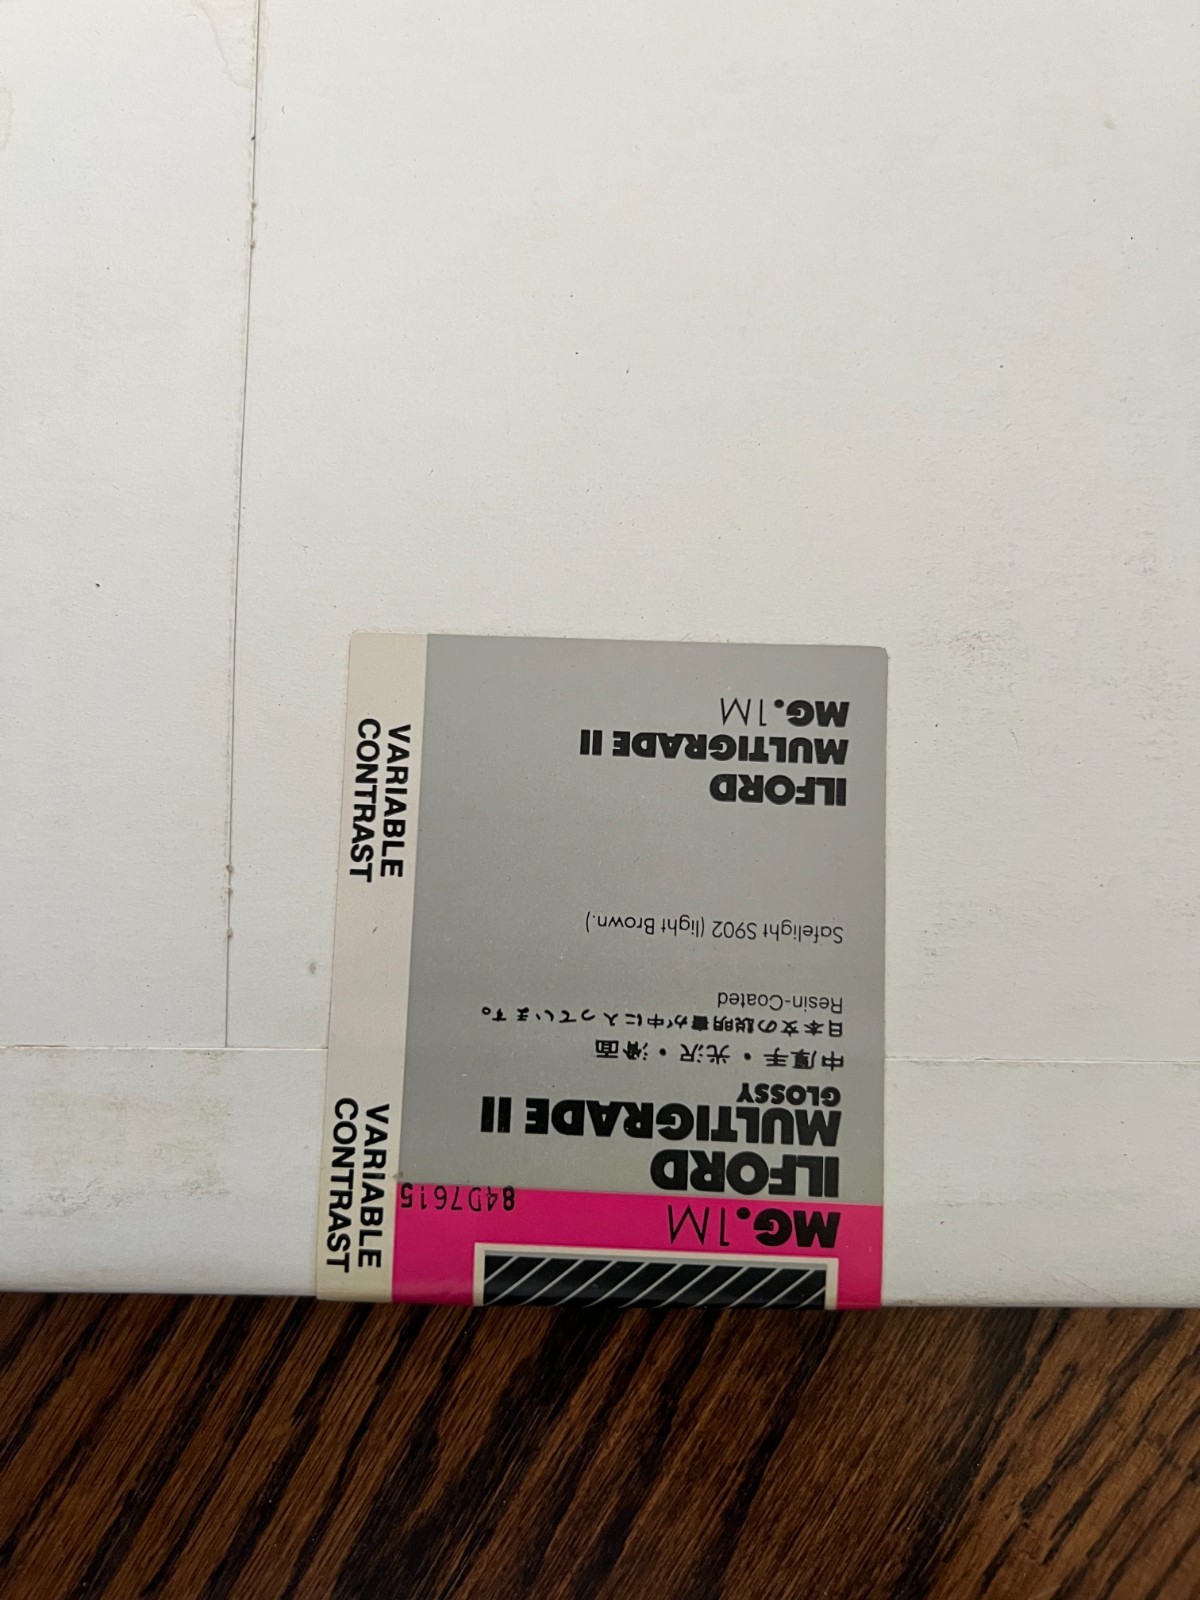 MG.1M
84D7615
ILFORD
MULTIGRADE II
GLOSSY
中厚手・光沢・滑面
日本文の説明書が中に入っています。
Resin-Coated
Safelight S902 (light Brown.)
ILFORD
MULTIGRADE II
MG.1M
VARIABLE
CONTRAST
VARIABLE
CONTRAST